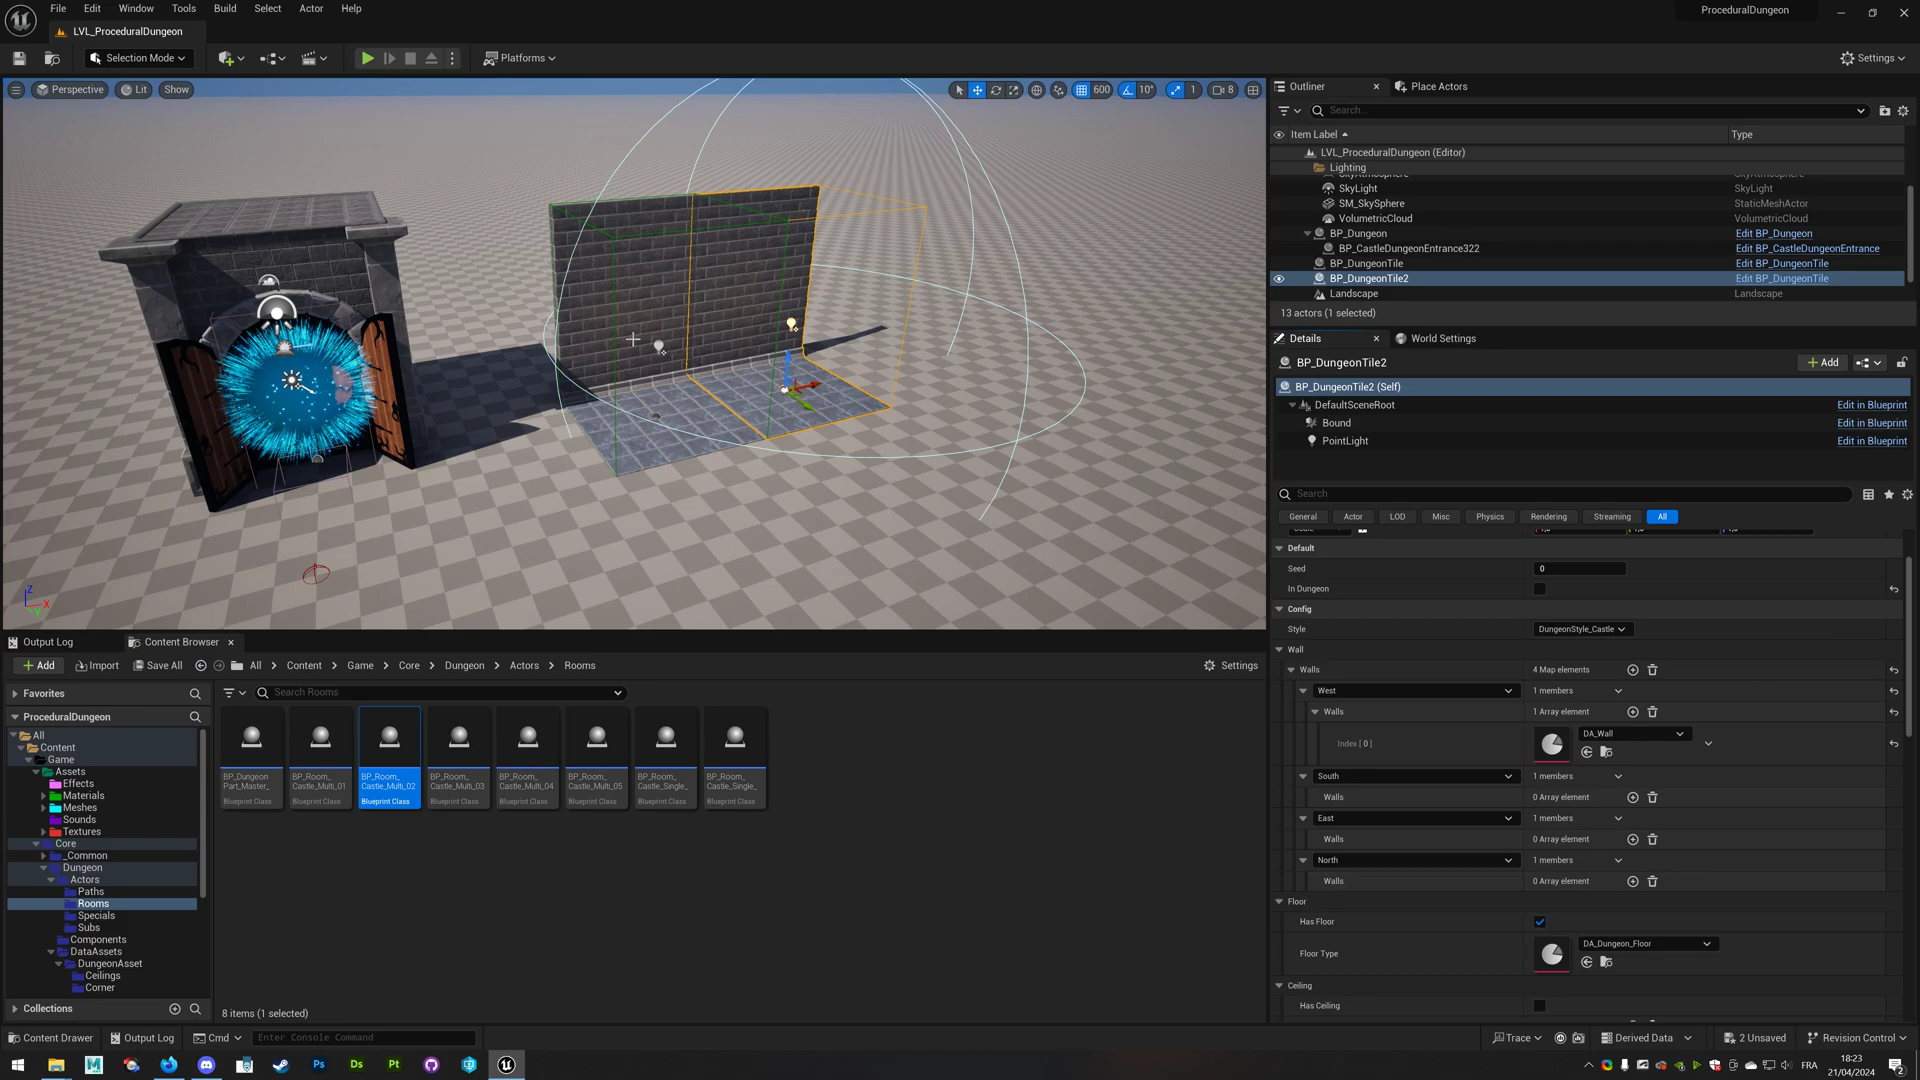 File Edit Window Tools Build Select Actor Help
ProceduralDungeon
LVL_ProceduralDungeon
Selection Mode
Platforms
Settings
Perspective
Lit
Show
600
10°
1
8
Outliner
Place Actors
Search...
Item Label
Type
LVL_ProceduralDungeon (Editor)
Lighting
SkyAtmosphere SkyAtmosphere
SkyLight SkyLight
SM_SkySphere StaticMeshActor
VolumetricCloud VolumetricCloud
BP_Dungeon Edit BP_Dungeon
BP_CastleDungeonEntrance322 Edit BP_CastleDungeonEntrance
BP_DungeonTile Edit BP_DungeonTile
BP_DungeonTile2 Edit BP_DungeonTile
Landscape Landscape
13 actors (1 selected)
Details
World Settings
BP_DungeonTile2
Add
BP_DungeonTile2 (Self)
DefaultSceneRoot Edit in Blueprint
Bound Edit in Blueprint
PointLight Edit in Blueprint
Search
General Actor LOD Misc Physics Rendering Streaming All
Default
Seed 0
In Dungeon
Config
Style DungeonStyle_Castle
Wall
Walls 4 Map elements
West 1 members
Walls 1 Array element
Index [ 0 ] DA_Wall
South 1 members
Walls 0 Array element
East 1 members
Walls 0 Array element
North 1 members
Walls 0 Array element
Floor
Has Floor
Floor Type DA_Dungeon_Floor
Ceiling
Has Ceiling
Z
X
Y
Output Log
Content Browser
Add Import Save All All Content Game Core Dungeon Actors Rooms
Settings
Favorites
ProceduralDungeon
All
Content
Game
Assets
Effects
Materials
Meshes
Sounds
Textures
Core
_Common
Dungeon
Actors
Paths
Rooms
Specials
Subs
Components
DataAssets
DungeonAsset
Ceilings
Corner
Collections
Search Rooms
BP_Dungeon
Part_Master_
Blueprint Class
BP_Room_
Castle_Multi_01
Blueprint Class
BP_Room_
Castle_Multi_02
Blueprint Class
BP_Room_
Castle_Multi_03
Blueprint Class
BP_Room_
Castle_Multi_04
Blueprint Class
BP_Room_
Castle_Multi_05
Blueprint Class
BP_Room_
Castle_Single_
Blueprint Class
BP_Room_
Castle_Single_
Blueprint Class
8 items (1 selected)
Content Drawer Output Log Cmd Enter Console Command
Trace
Derived Data
2 Unsaved
Revision Control
Ps
Ds
Pt
FRA
18:23
21/04/2024
2